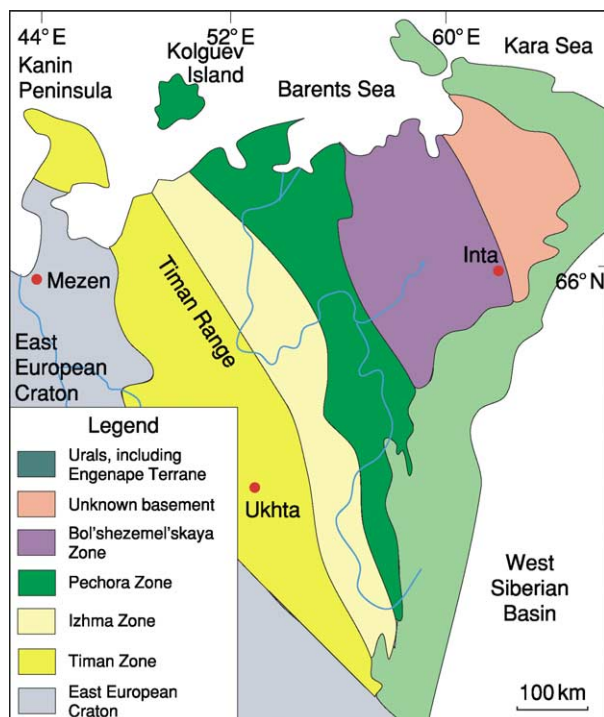 44° E
52° E
60° E
Kanin
Peninsula
Kolguev
Island
Barents Sea
Kara Sea
Inta
66° N
Mezen
Timan Range
East
European
Craton
Ukhta
West
Siberian
Basin
100 km
Legend
Urals, including
Engenape Terrane
Unknown basement
Bol'shezemel'skaya
Zone
Pechora Zone
Izhma Zone
Timan Zone
East European
Craton